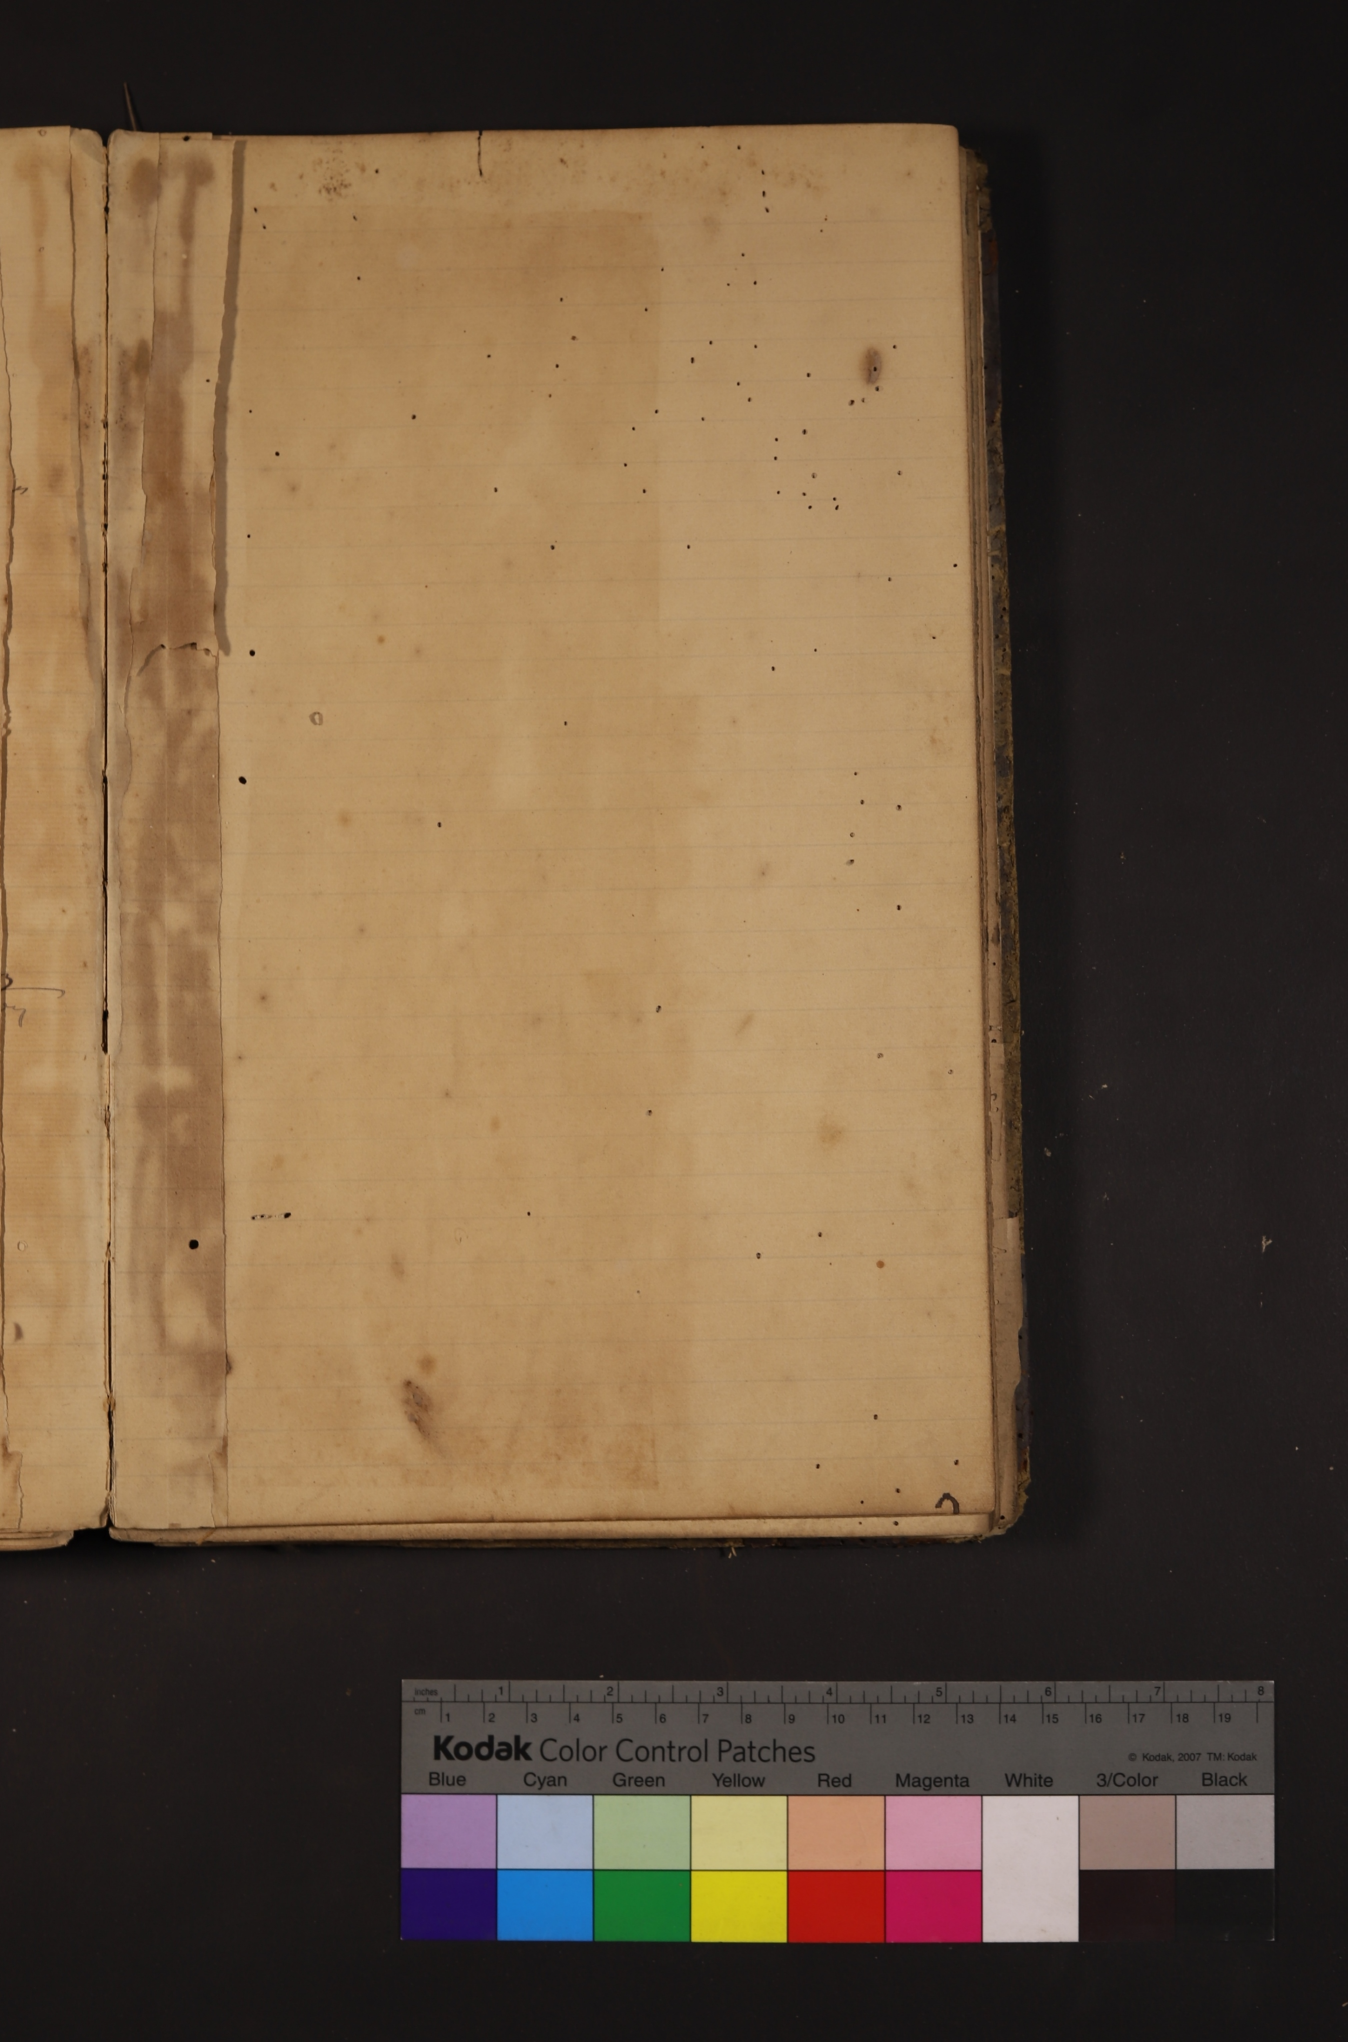 inches 1 2 3 4 5 6 7 8
cm 1 2 3 4 5 6 7 8 9 10 11 12 13 14 15 16 17 18 19
Kodak Color Control Patches
© Kodak, 2007 TM: Kodak
Blue Cyan Green Yellow Red Magenta White 3/Color Black